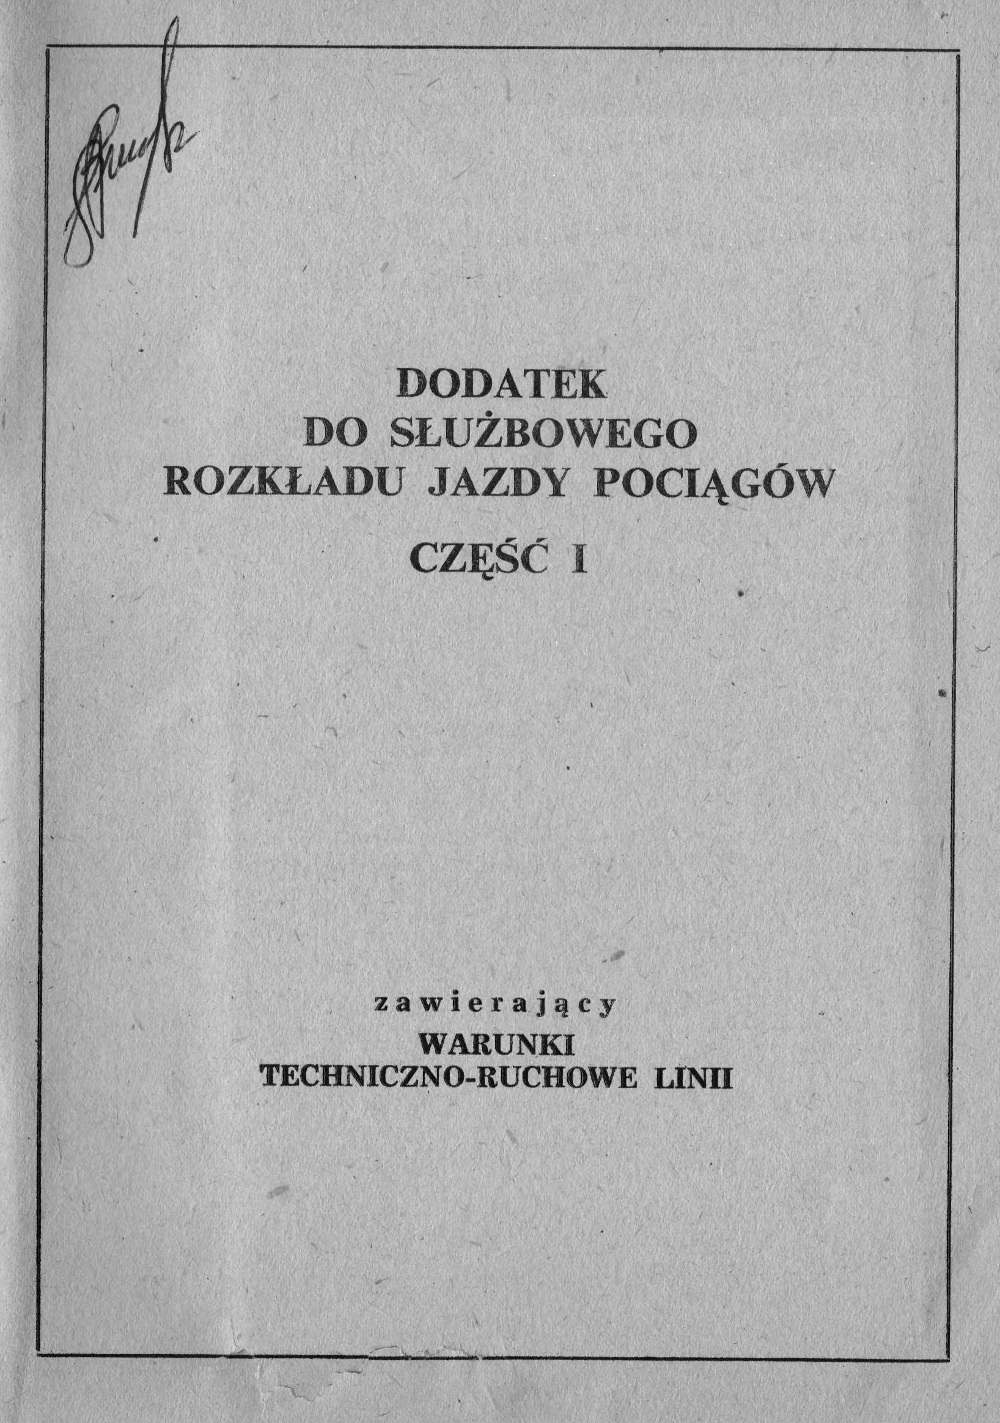 DODATEK
DO SŁUŻBOWEGO
ROZKŁADU JAZDY POCIĄGÓW
CZĘŚĆ I
zawierający
WARUNKI
TECHNICZNO-RUCHOWE LINII